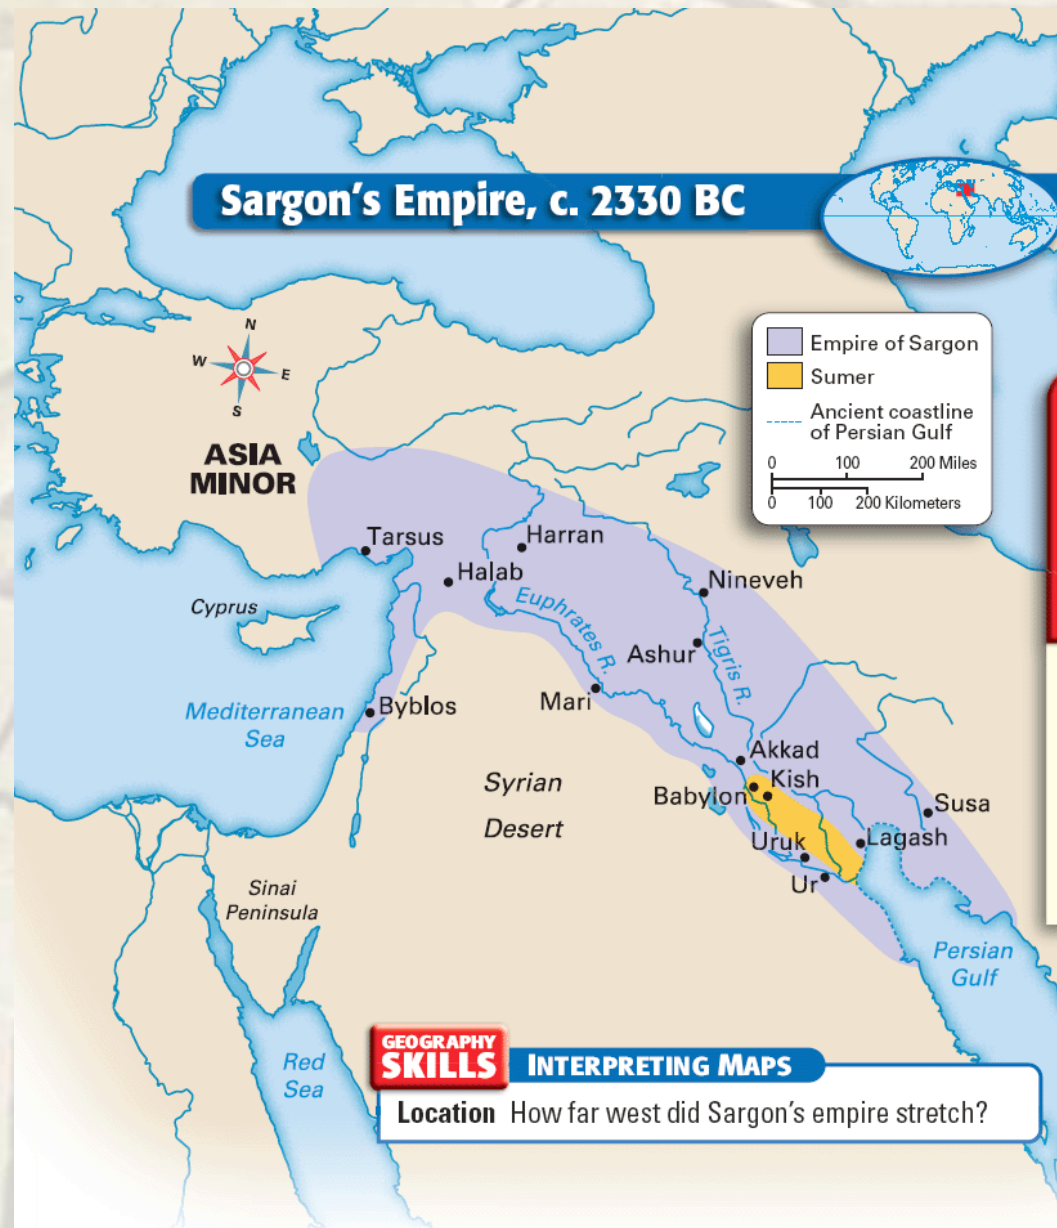 Sargon's Empire, c. 2330 BC
N
W
E
S
Empire of Sargon
Sumer
Ancient coastline
of Persian Gulf
0 100 200 Miles
0 100 200 Kilometers
ASIA
MINOR
Tarsus
Harran
Halab
Nineveh
Cyprus
Euphrates R.
Tigris R.
Ashur
Mari
Mediterranean
Sea
Byblos
Akkad
Kish
Babylon
Syrian
Desert
Susa
Uruk
Lagash
Ur
Sinai
Peninsula
Persian
Gulf
Red
Sea
GEOGRAPHY
SKILLS
INTERPRETING MAPS
Location How far west did Sargon's empire stretch?